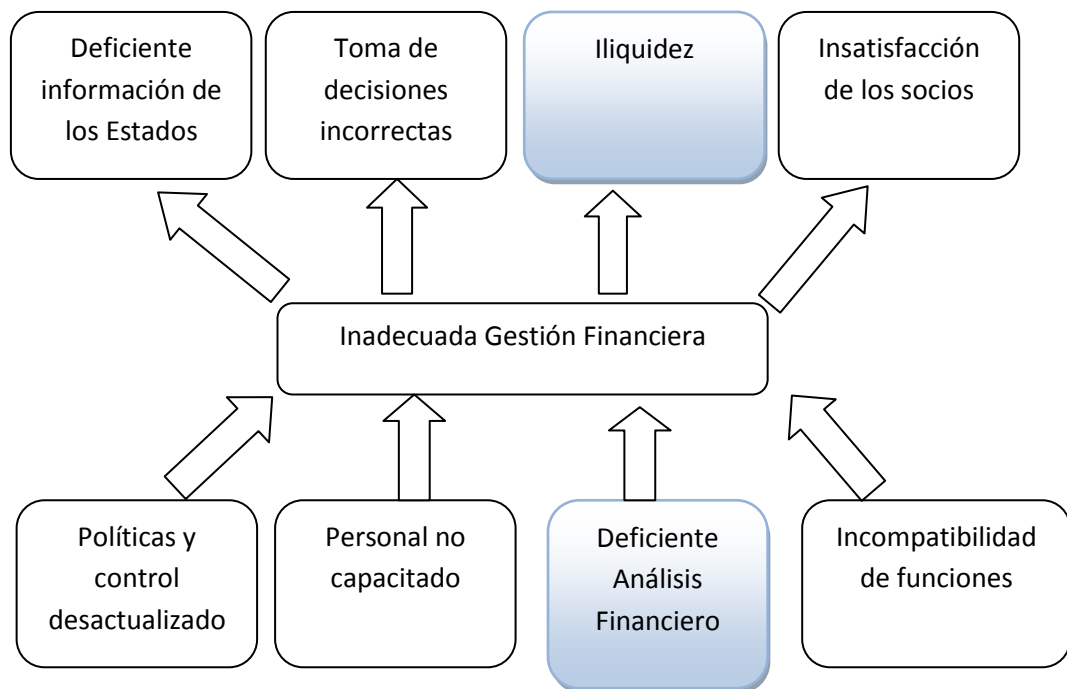 Deficiente
información de
los Estados
Toma de
decisiones
incorrectas
Iliquidez
Insatisfacción
de los socios
Inadecuada Gestión Financiera
Políticas y
control
desactualizado
Personal no
capacitado
Deficiente
Análisis
Financiero
Incompatibilidad
de funciones